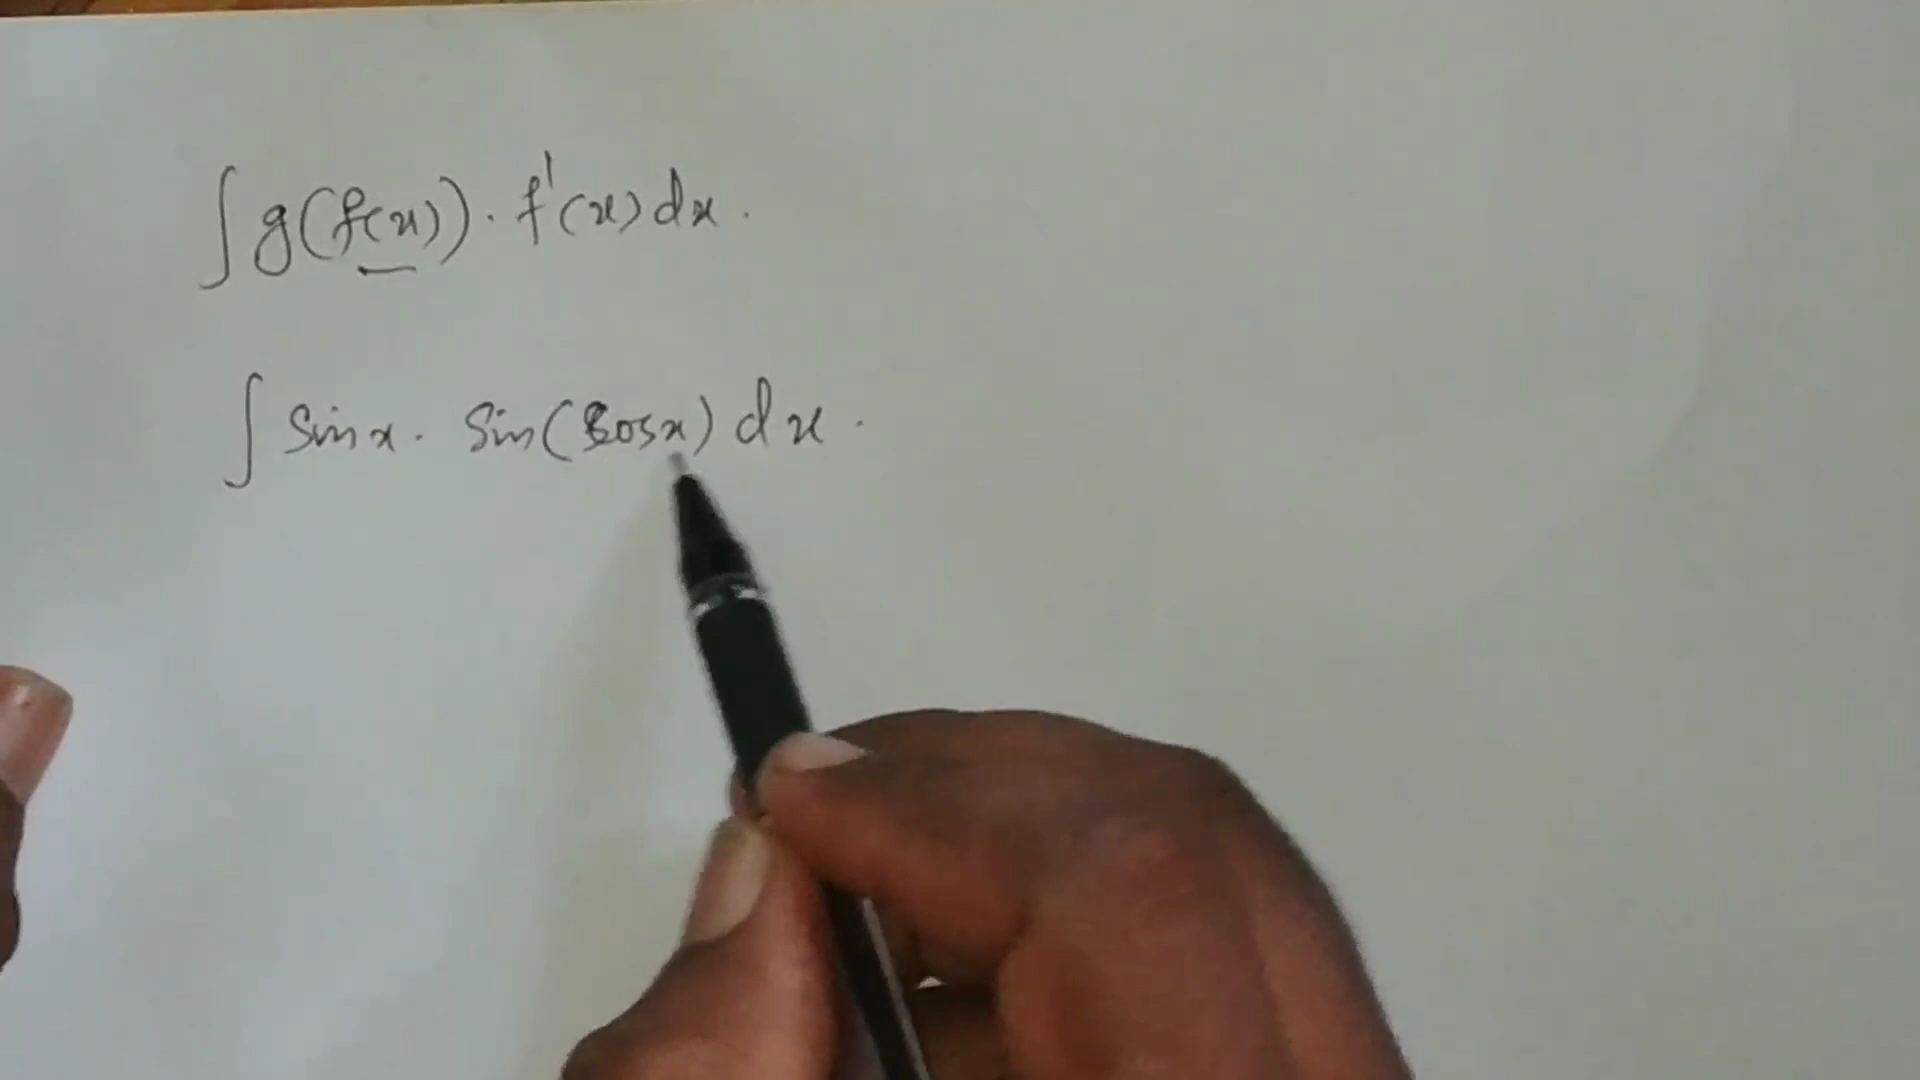 ∫ g(f(x)) . f'(x) dx .
∫ Sin x . Sin(Cos x) dx .